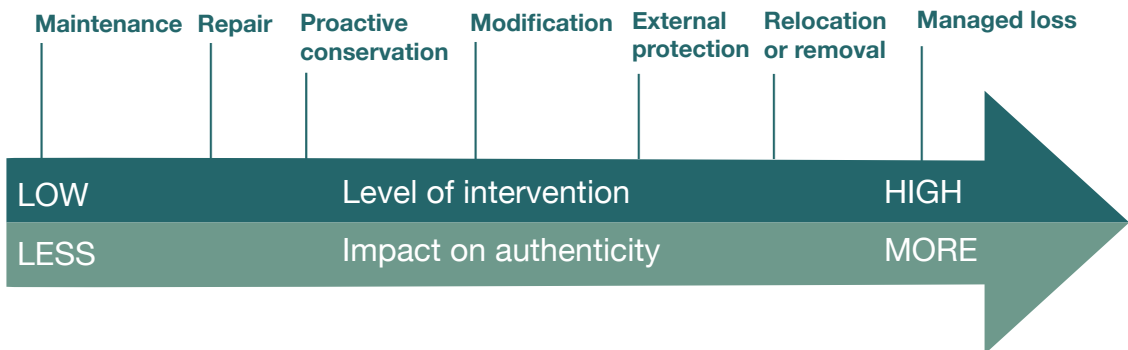 Maintenance
Repair
Proactive
conservation
Modification
External
protection
Relocation
or removal
Managed loss
LOW
Level of intervention
HIGH
LESS
Impact on authenticity
MORE